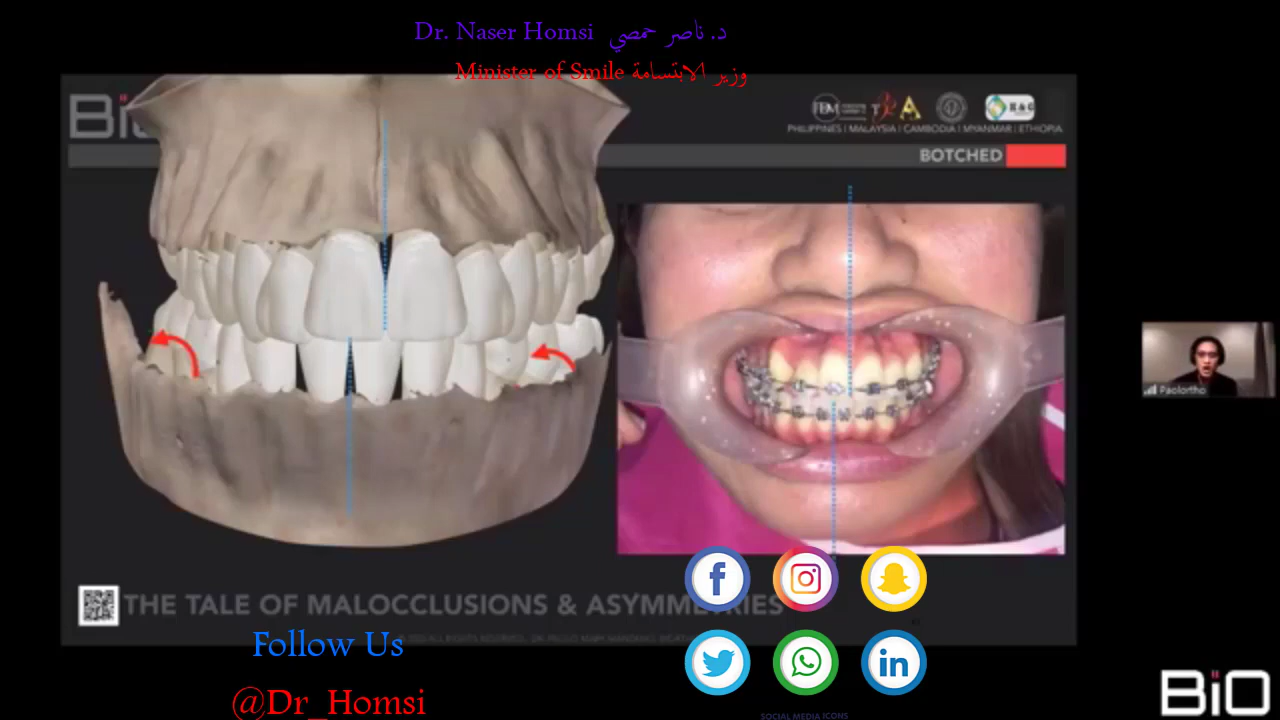 Dr. Naser Homsi د. ناصر حمصي
Minister of Smile وزير الابتسامة
PHILIPPINES | MALAYSIA | CAMBODIA | MYANMAR | ETHIOPIA
BOTCHED
Paolortho
THE TALE OF MALOCCLUSIONS & ASYMMETRIES
Follow Us
@Dr_Homsi
SOCIAL MEDIA ICONS
BiO